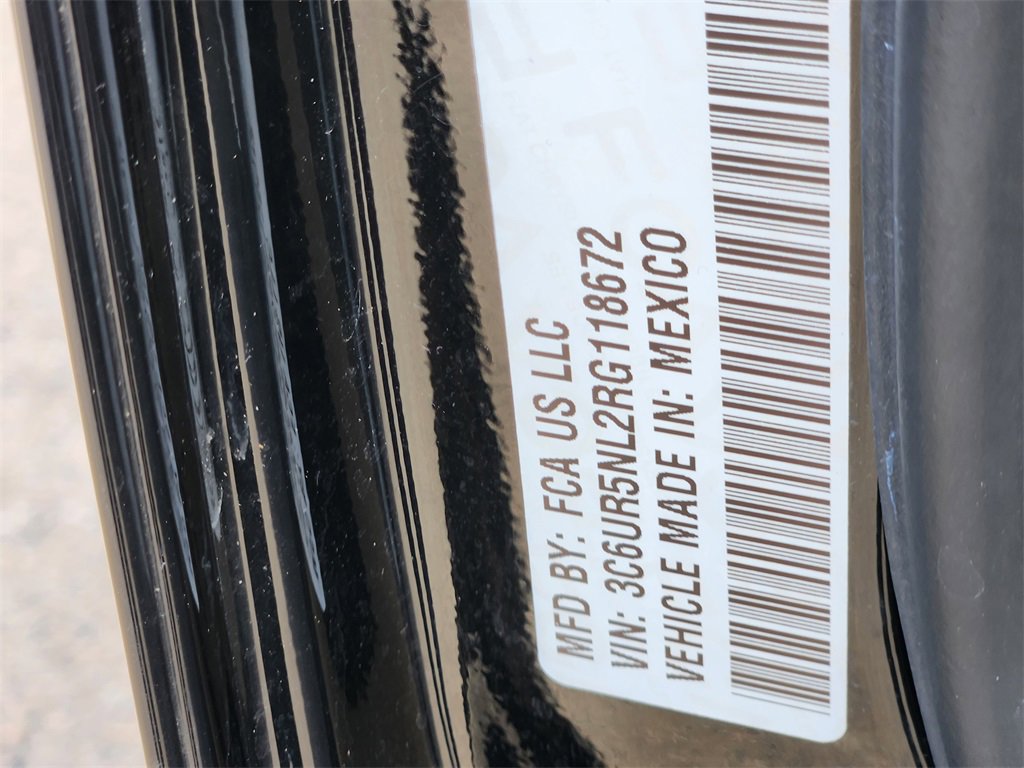 MFD BY: FCA US LLC
VIN: 3C6UR5NL2RG118672
VEHICLE MADE IN: MEXICO